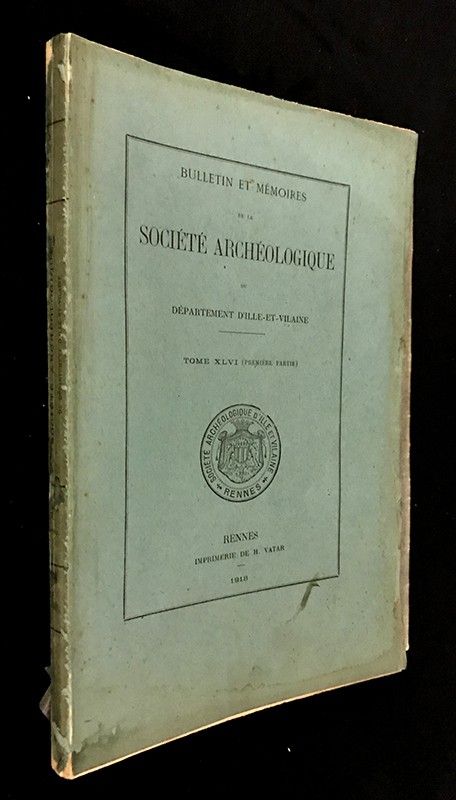 BULLETIN ET MÉMOIRES
DE LA
SOCIÉTÉ ARCHÉOLOGIQUE
DU
DÉPARTEMENT D'ILLE-ET-VILAINE
TOME XLVI (PREMIÈRE PARTIE)
SOCIÉTÉ ARCHÉOLOGIQUE D'ILLE ET VILAINE
RENNES
RENNES
IMPRIMERIE DE H. VATAR
1918